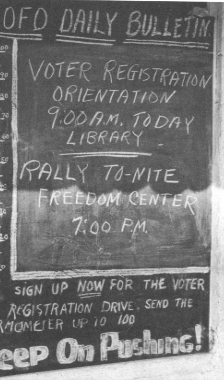 OFO DAILY BULLETIN
VOTER REGISTRATION
ORIENTATION
9:00 A.M. TODAY
LIBRARY
RALLY TO-NITE
FREEDOM CENTER
7:00 P.M.
SIGN UP NOW FOR THE VOTER
REGISTRATION DRIVE. SEND THE
RMOMETER UP TO 100
eep On Pushing!